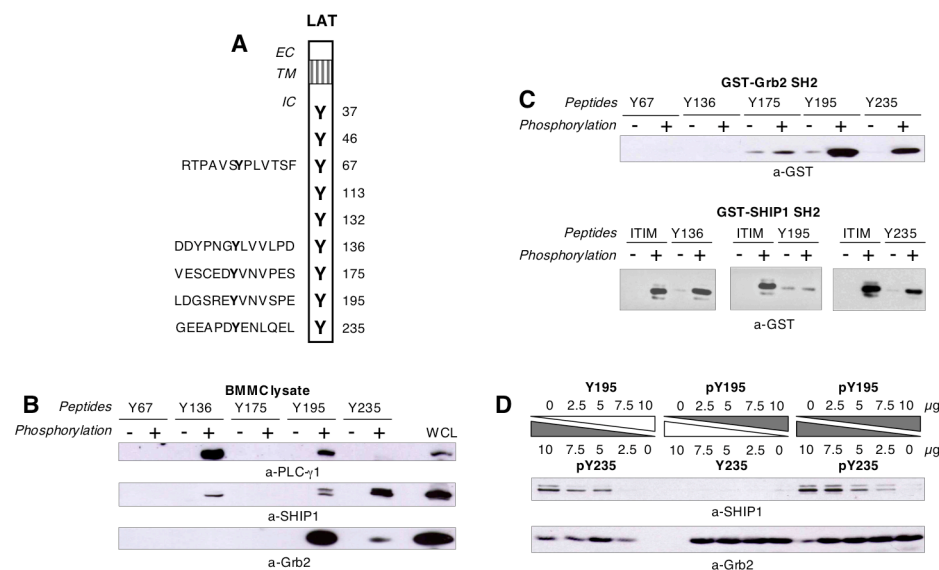 LAT
A
EC
TM
IC
Y 37
Y 46
RTPAVSYPLVTSF Y 67
Y 113
Y 132
DDYPNGYLVVLPD Y 136
VESCEDYVNVPES Y 175
LDGSREYVNVSPE Y 195
GEEAPDYENLQEL Y 235
B
BMMC lysate
Peptides Y67 Y136 Y175 Y195 Y235
Phosphorylation - + - + - + - + - + WCL
a-PLC-γ1
a-SHIP1
a-Grb2
C
GST-Grb2 SH2
Peptides Y67 Y136 Y175 Y195 Y235
Phosphorylation - + - + - + - + - +
a-GST
GST-SHIP1 SH2
Peptides ITIM Y136 ITIM Y195 ITIM Y235
Phosphorylation - + - + - + - + - + - +
a-GST
D
Y195 pY195 pY195
0 2.5 5 7.5 10 0 2.5 5 7.5 10 0 2.5 5 7.5 10 µg
10 7.5 5 2.5 0 10 7.5 5 2.5 0 10 7.5 5 2.5 0 µg
pY235 Y235 pY235
a-SHIP1
a-Grb2